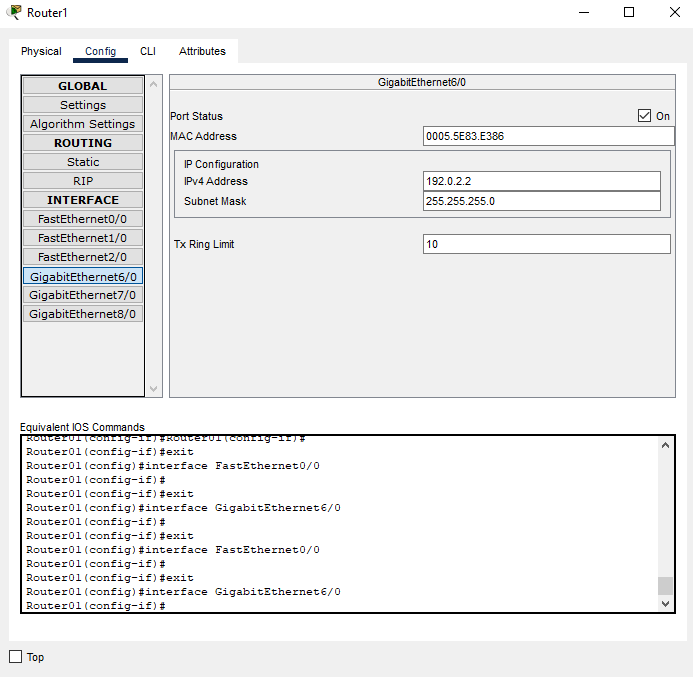 Router1
Physical Config CLI Attributes
GLOBAL
Settings
Algorithm Settings
ROUTING
Static
RIP
INTERFACE
FastEthernet0/0
FastEthernet1/0
FastEthernet2/0
GigabitEthernet6/0
GigabitEthernet7/0
GigabitEthernet8/0
GigabitEthernet6/0
Port Status On
MAC Address 0005.5E83.E386
IP Configuration
IPv4 Address 192.0.2.2
Subnet Mask 255.255.255.0
Tx Ring Limit 10
Equivalent IOS Commands
Router01(config-if)#Router01(config-if)#
Router01(config-if)#exit
Router01(config)#interface FastEthernet0/0
Router01(config-if)#
Router01(config-if)#exit
Router01(config)#interface GigabitEthernet6/0
Router01(config-if)#
Router01(config-if)#exit
Router01(config)#interface FastEthernet0/0
Router01(config-if)#
Router01(config-if)#exit
Router01(config)#interface GigabitEthernet6/0
Router01(config-if)#
Top